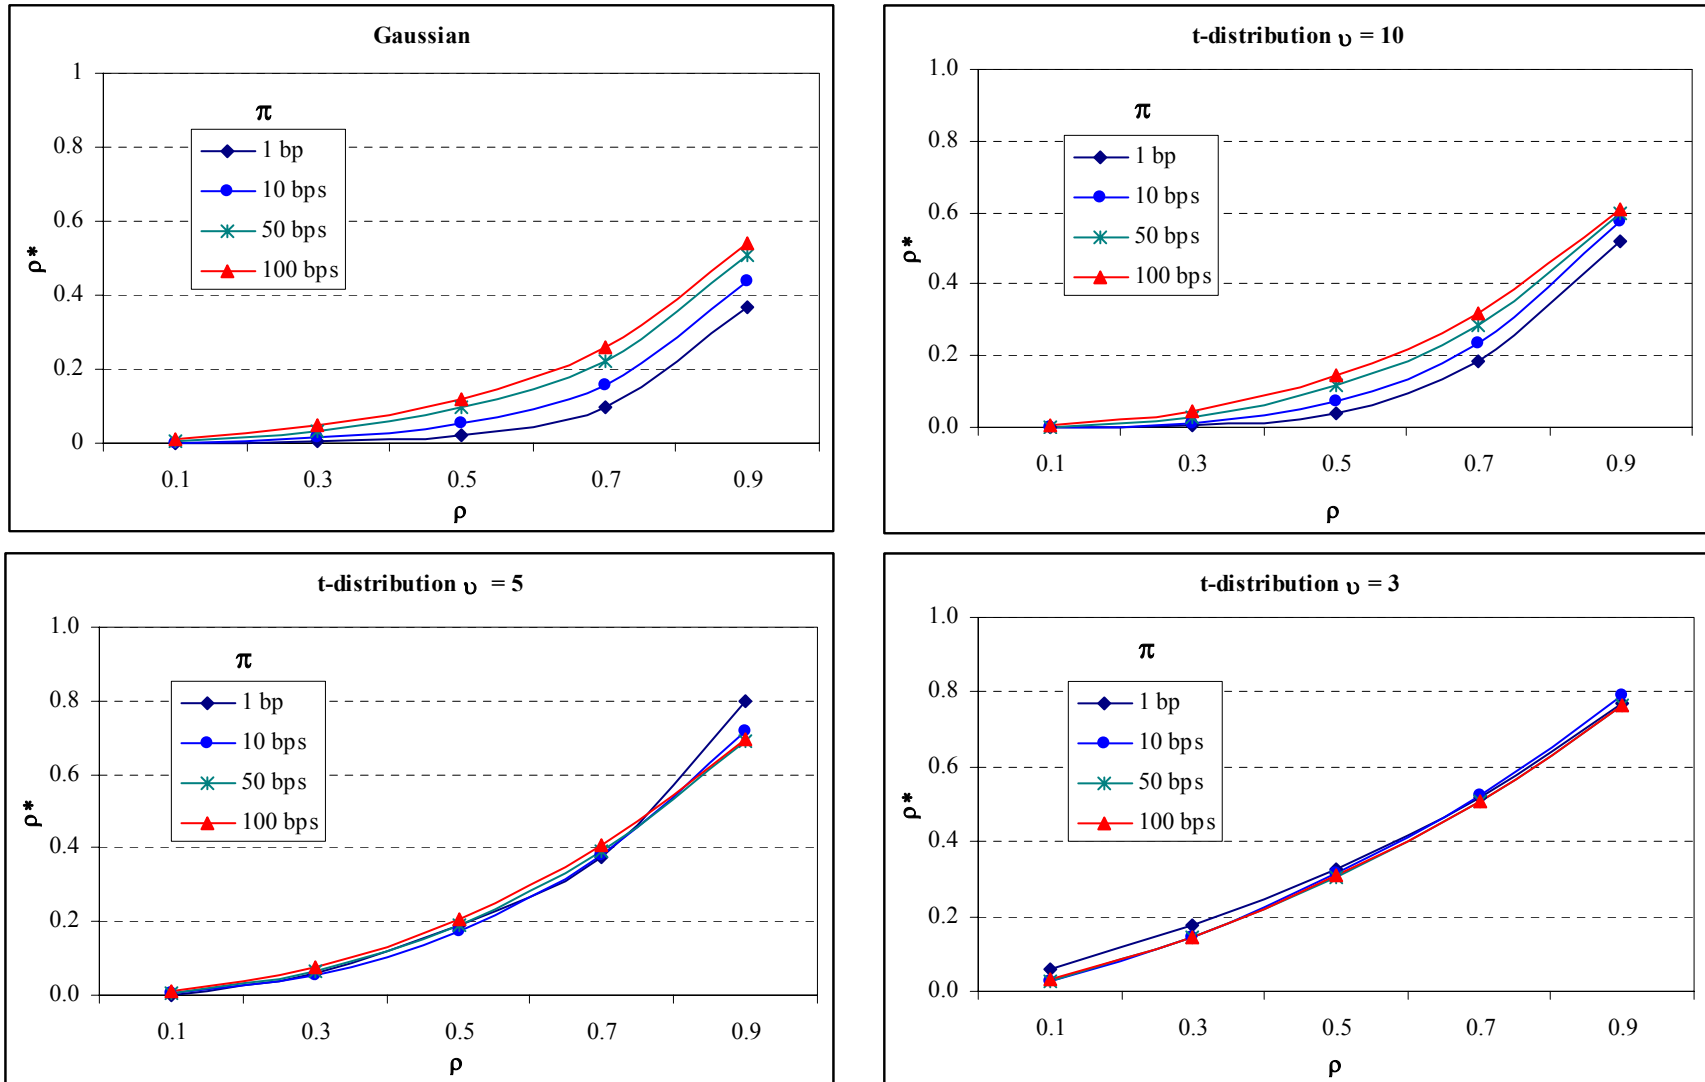 Gaussian
1
0.8
0.6
0.4
0.2
0
ρ*
π
1 bp
10 bps
50 bps
100 bps
0.1 0.3 0.5 0.7 0.9
ρ
t-distribution υ = 10
1.0
0.8
0.6
0.4
0.2
0.0
ρ*
π
1 bp
10 bps
50 bps
100 bps
0.1 0.3 0.5 0.7 0.9
ρ
t-distribution υ = 5
1.0
0.8
0.6
0.4
0.2
0.0
ρ*
π
1 bp
10 bps
50 bps
100 bps
0.1 0.3 0.5 0.7 0.9
ρ
t-distribution υ = 3
1.0
0.8
0.6
0.4
0.2
0.0
ρ*
π
1 bp
10 bps
50 bps
100 bps
0.1 0.3 0.5 0.7 0.9
ρ